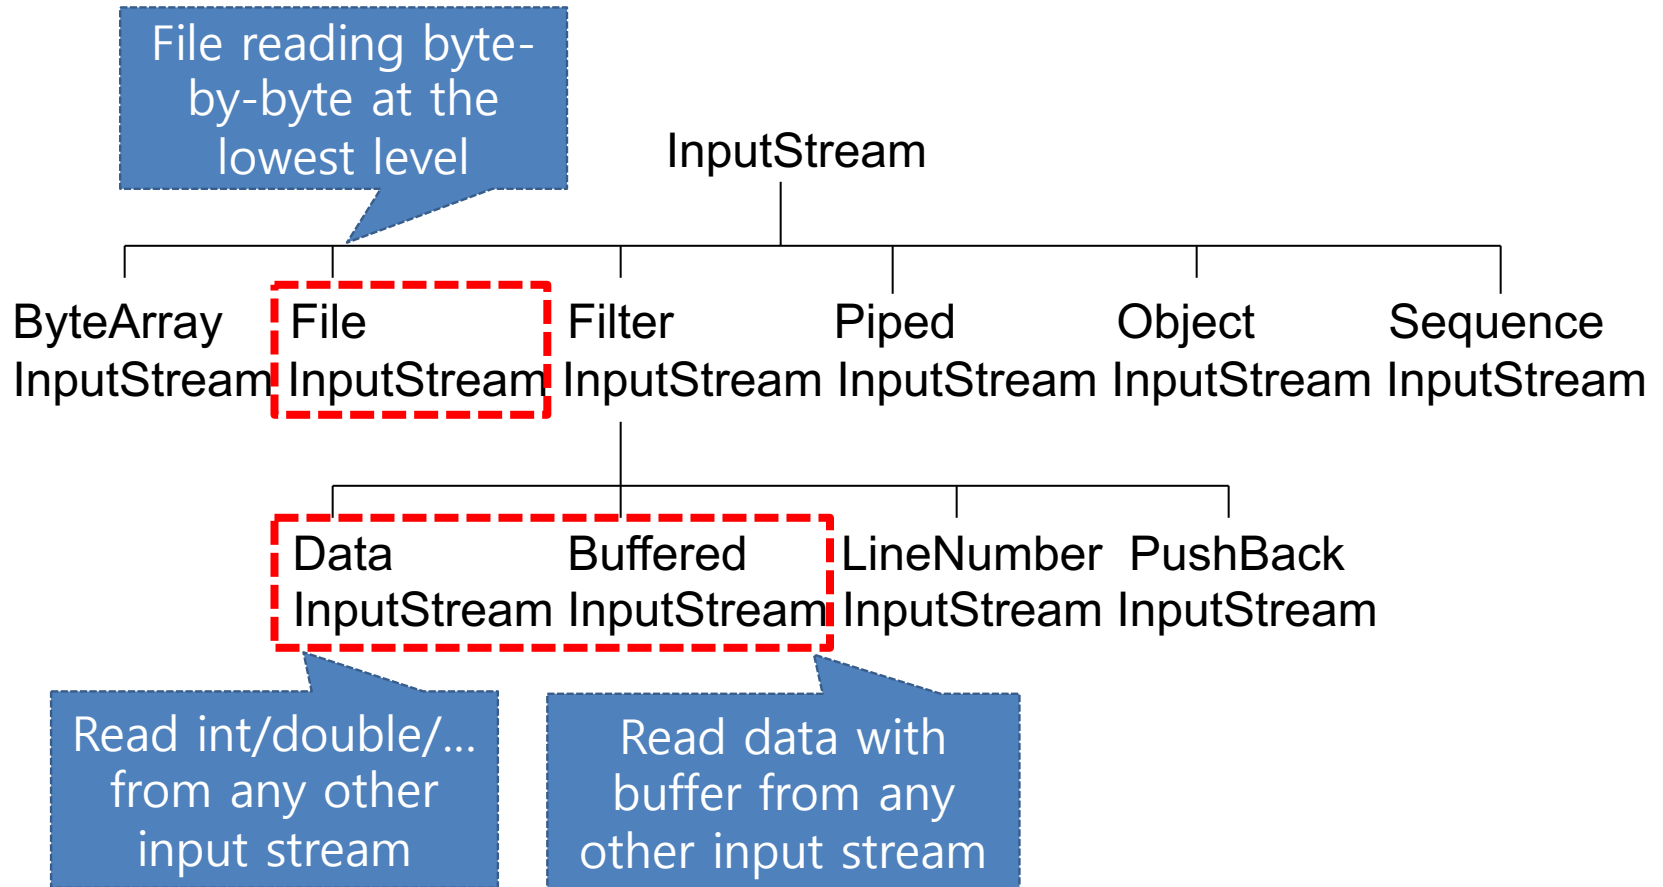 File reading byte-
by-byte at the
lowest level
InputStream
ByteArray File Filter Piped Object Sequence
InputStream InputStream InputStream InputStream InputStream InputStream
Data Buffered LineNumber PushBack
InputStream InputStream InputStream InputStream
Read int/double/...
from any other
input stream
Read data with
buffer from any
other input stream